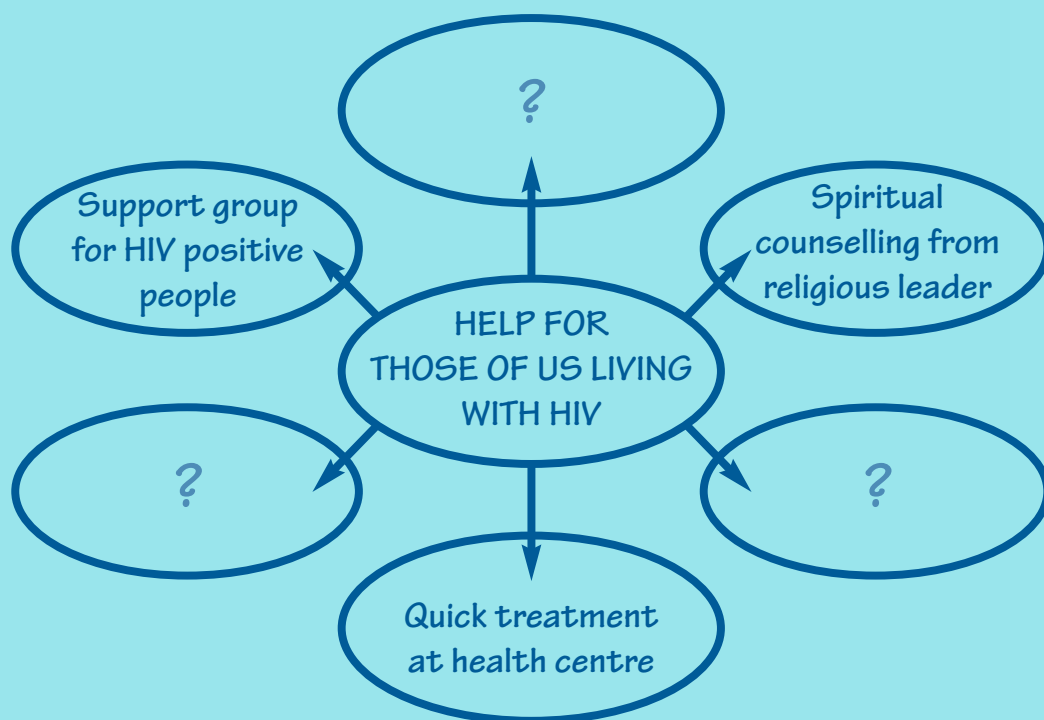 ?
Support group
for HIV positive
people
Spiritual
counselling from
religious leader
HELP FOR
THOSE OF US LIVING
WITH HIV
?
?
Quick treatment
at health centre